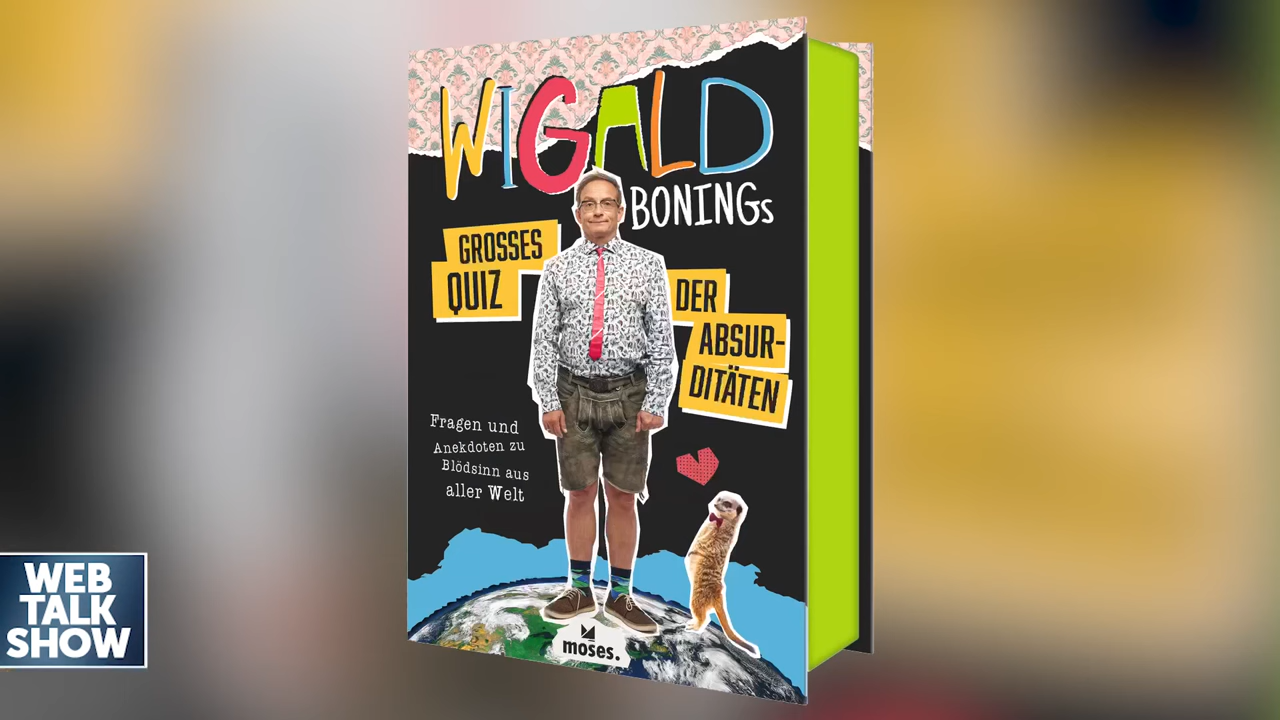 WIGALD
BONINGs
GROSSES
QUIZ
DER
ABSUR-
DITÄTEN
Fragen und
Anekdoten zu
Blödsinn aus
aller Welt
moses.
WEB
TALK
SHOW